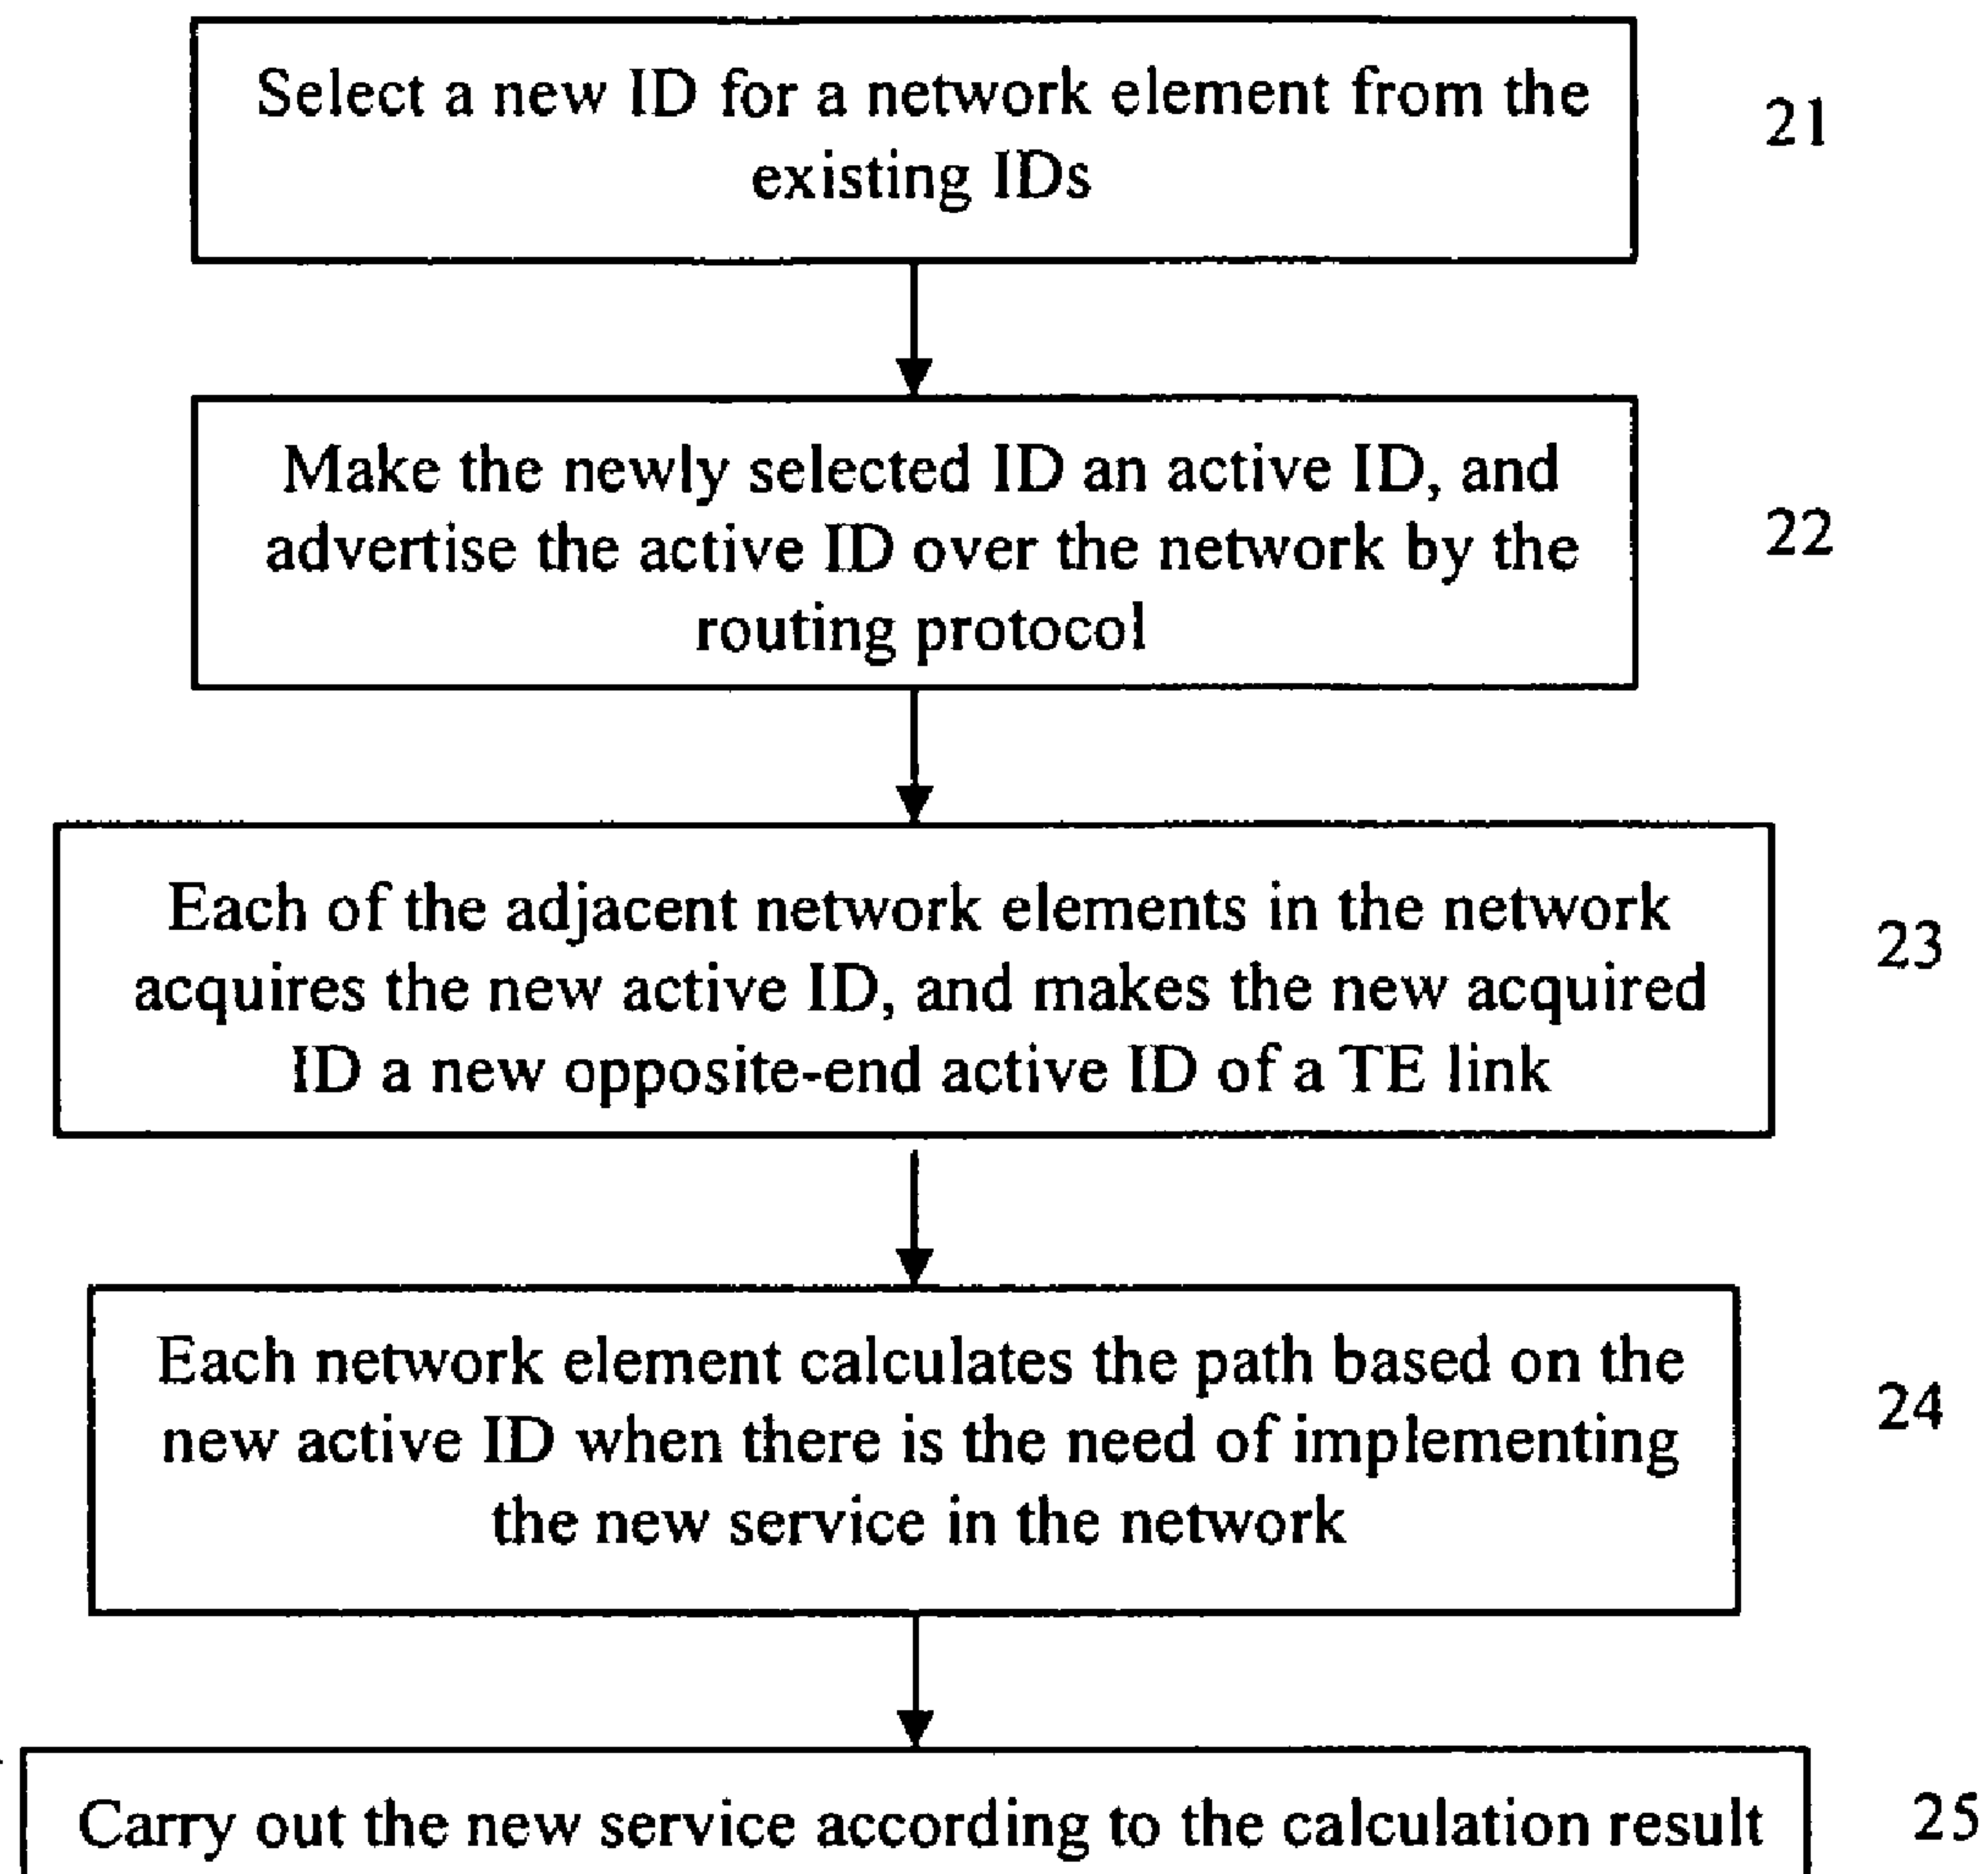 Select a new ID for a network element from the
existing IDs
21
Make the newly selected ID an active ID, and
advertise the active ID over the network by the
routing protocol
22
Each of the adjacent network elements in the network
acquires the new active ID, and makes the new acquired
ID a new opposite-end active ID of a TE link
23
Each network element calculates the path based on the
new active ID when there is the need of implementing
the new service in the network
24
Carry out the new service according to the calculation result
25